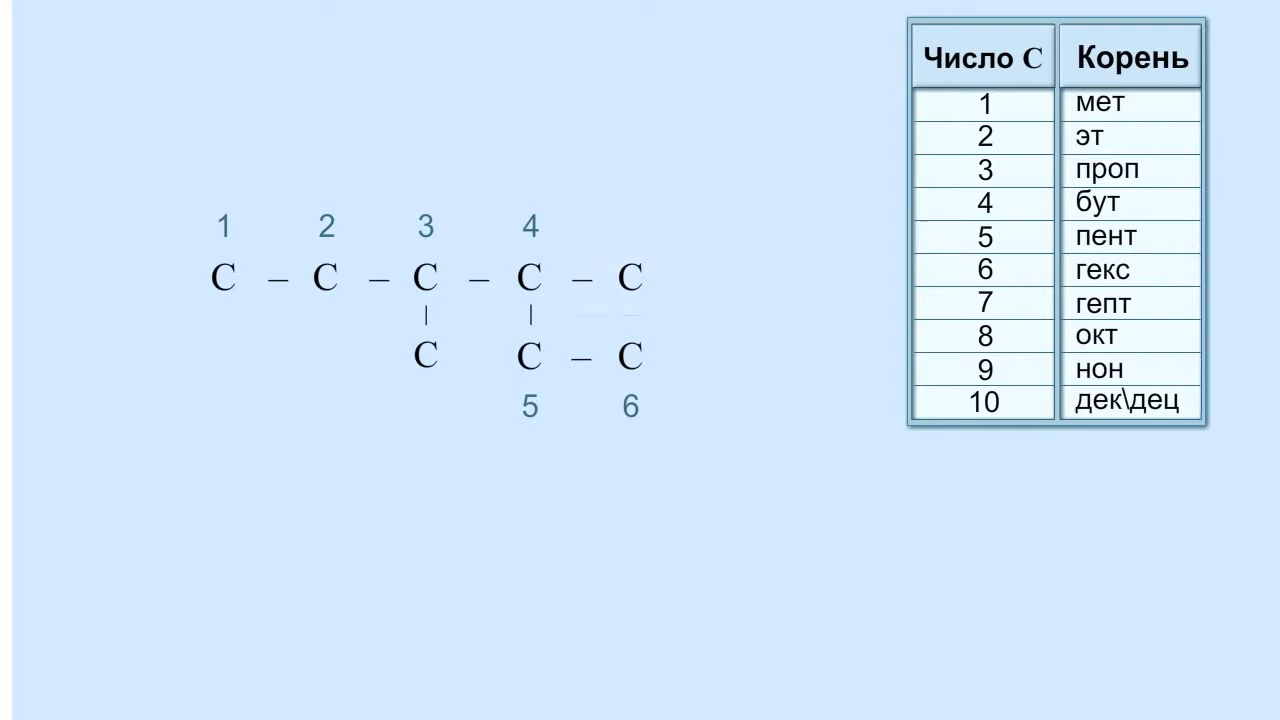 1 2 3 4
C – C – C – C – C
| |
C C – C
5 6
Число C Корень
1 мет
2 эт
3 проп
4 бут
5 пент
6 гекс
7 гепт
8 окт
9 нон
10 дек\дец